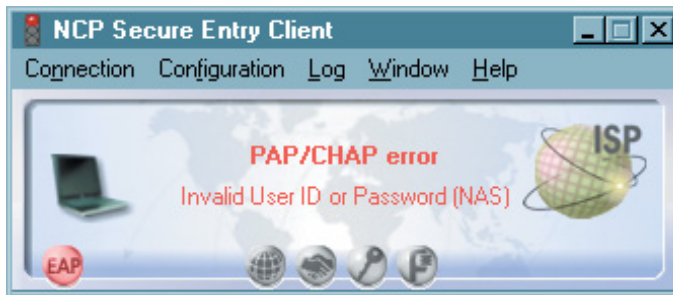 NCP Secure Entry Client
Connection Configuration Log Window Help
PAP/CHAP error
ISP
Invalid User ID or Password (NAS)
EAP